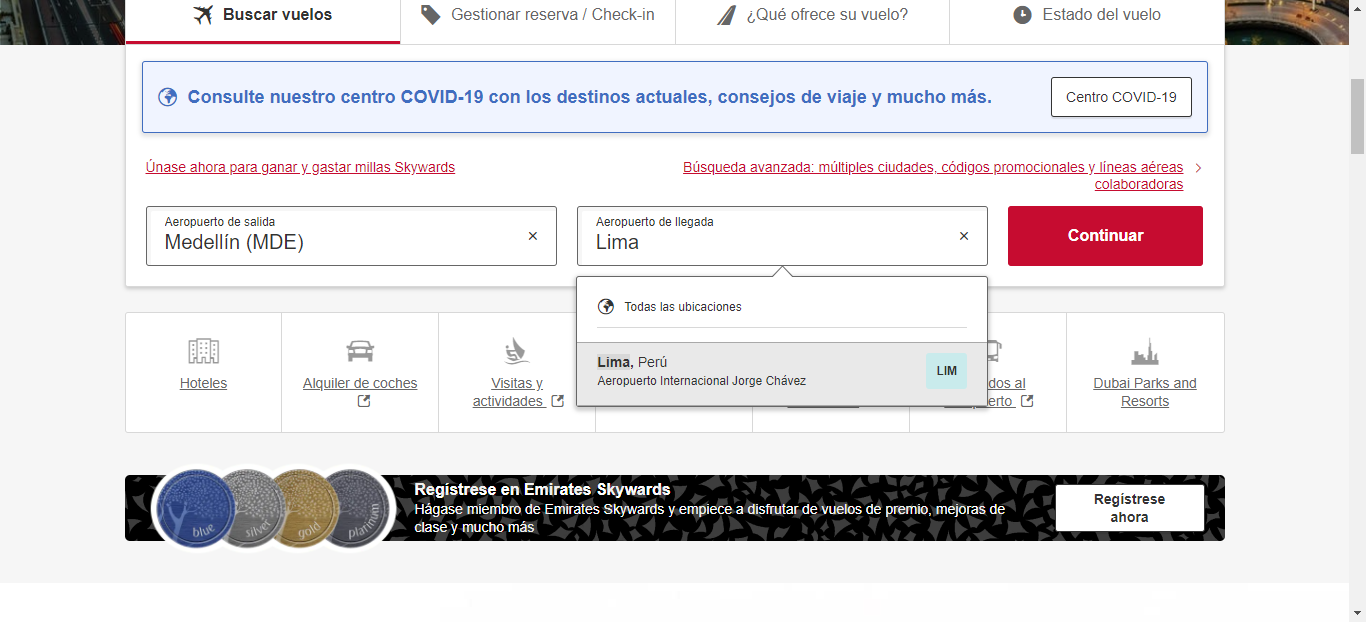 Buscar vuelos
Gestionar reserva / Check-in
¿Qué ofrece su vuelo?
Estado del vuelo
Consulte nuestro centro COVID-19 con los destinos actuales, consejos de viaje y mucho más.
Centro COVID-19
Únase ahora para ganar y gastar millas Skywards
Búsqueda avanzada: múltiples ciudades, códigos promocionales y líneas aéreas
colaboradoras
Aeropuerto de salida
Medellín (MDE)
Aeropuerto de llegada
Lima
Continuar
Todas las ubicaciones
Lima, Perú
Aeropuerto Internacional Jorge Chávez
LIM
Hoteles
Alquiler de coches
Visitas y
actividades
dos al
erto
Dubai Parks and
Resorts
blue
silver
gold
platinum
Regístrese en Emirates Skywards
Hágase miembro de Emirates Skywards y empiece a disfrutar de vuelos de premio, mejoras de
clase y mucho más
Regístrese
ahora